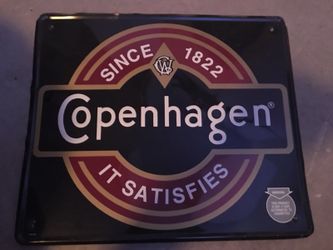 SINCE 1822
Copenhagen®
IT SATISFIES